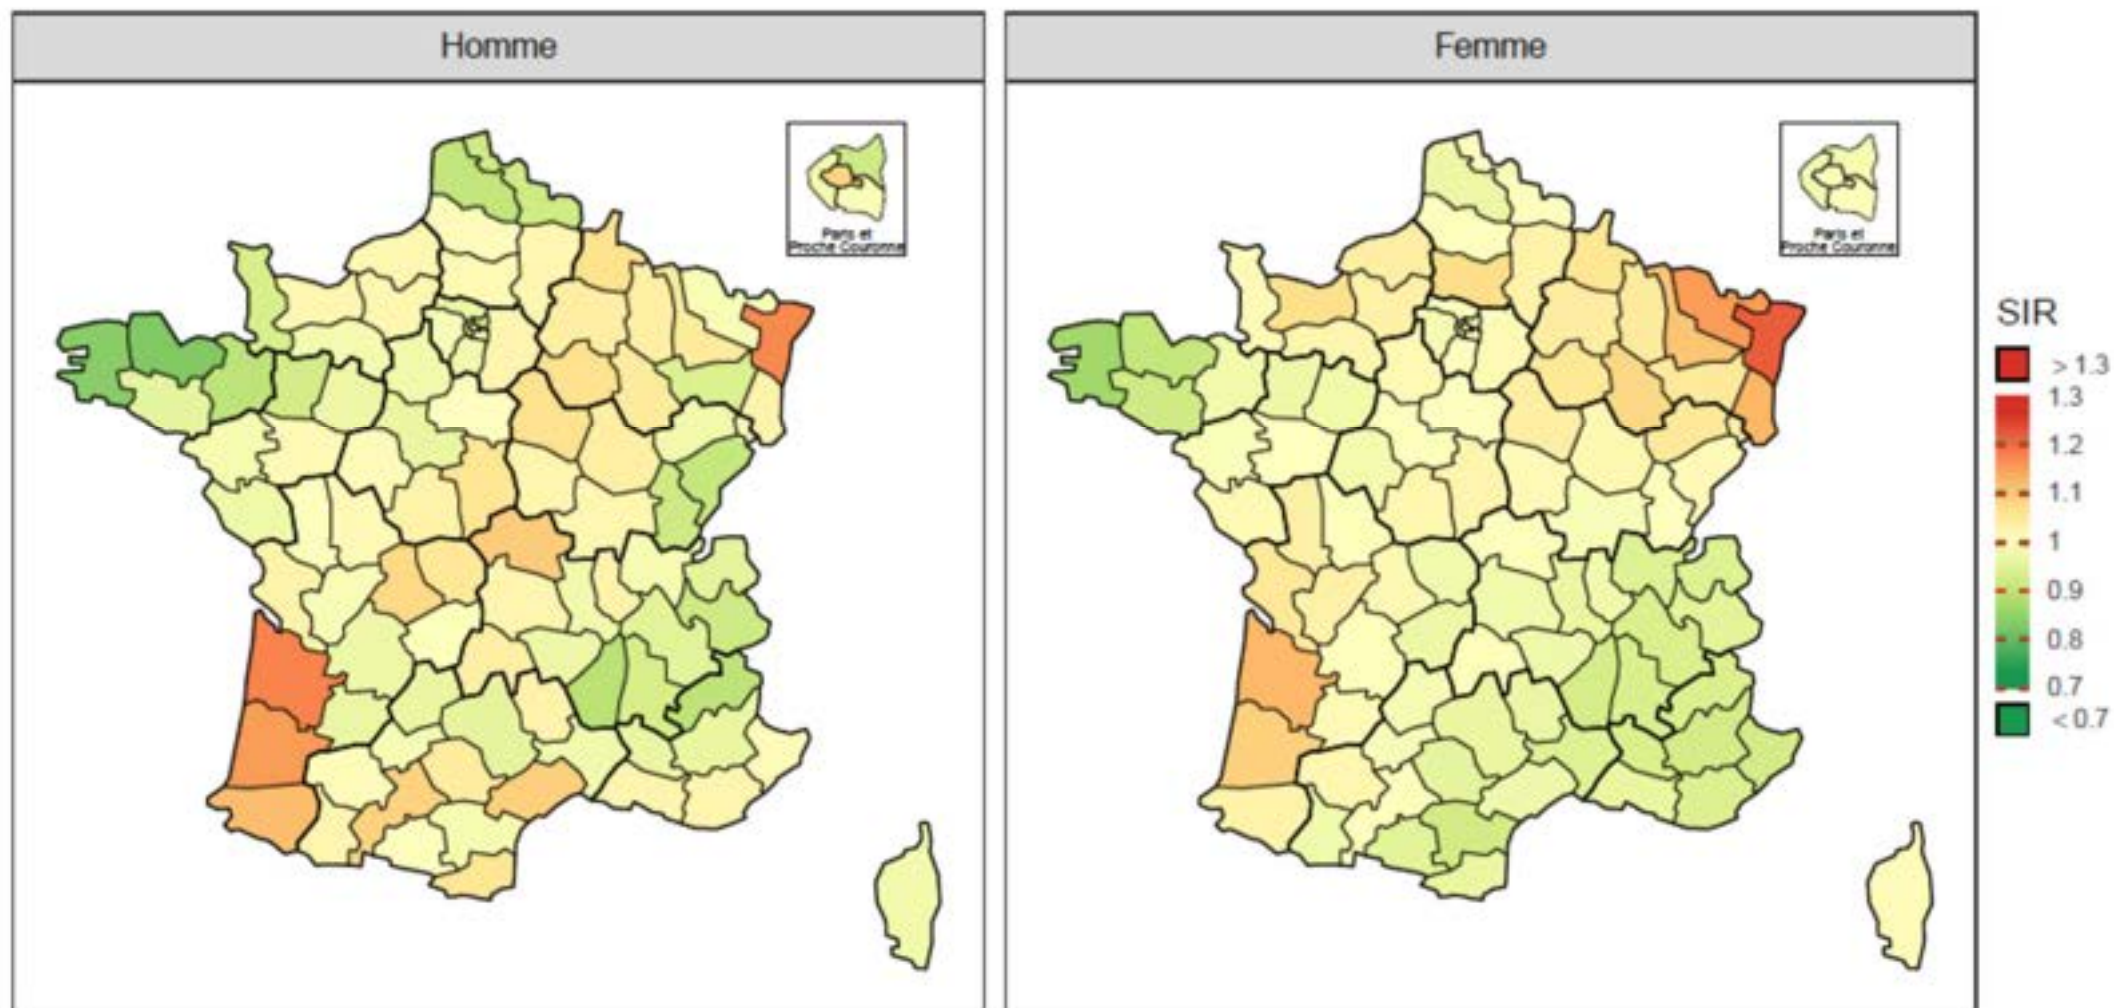 Homme
Femme
Paris et
Proche Couronne
Paris et
Proche Couronne
SIR
> 1.3
1.3
1.2
1.1
1
0.9
0.8
0.7
< 0.7